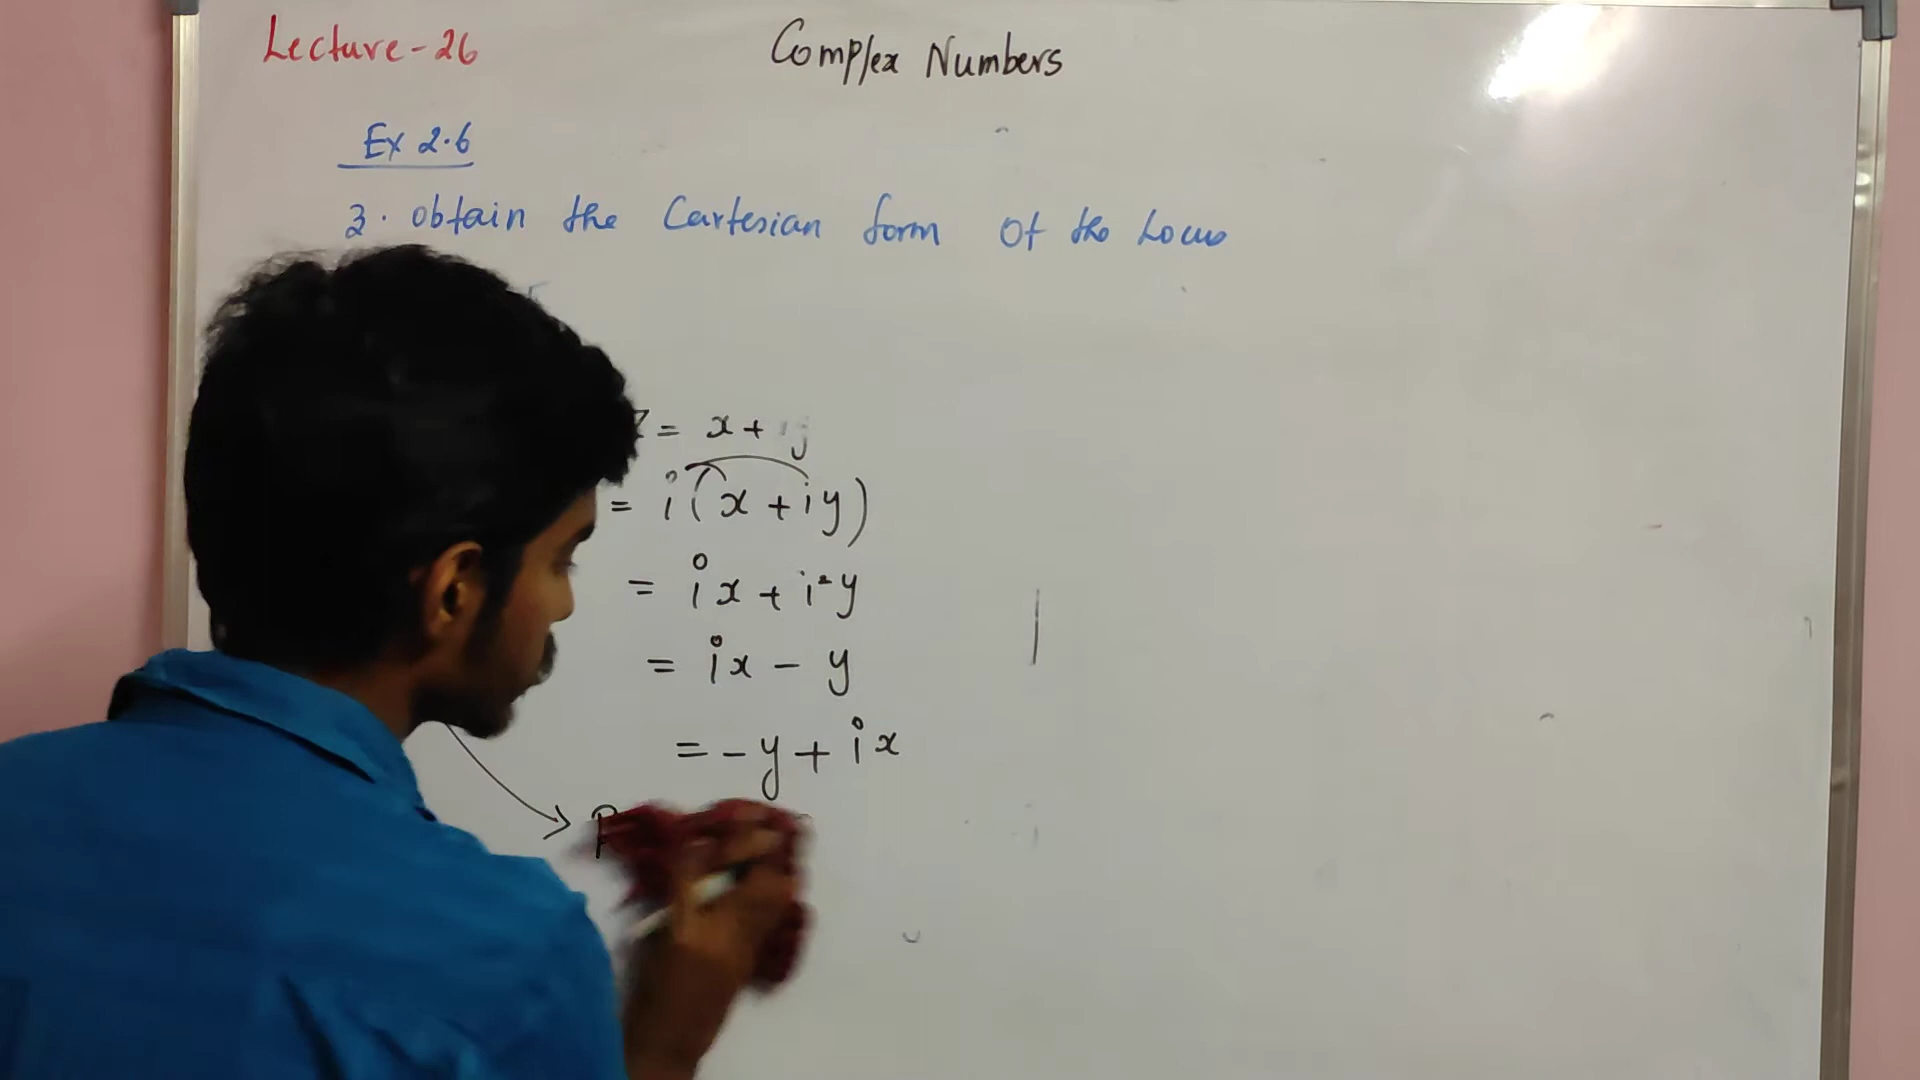 Lecture-26
Complex Numbers
Ex 2.6
3. obtain the Cartesian form of the Locus
Z = x + iy
= i(x + iy)
= ix + i²y
= ix - y
= -y + ix